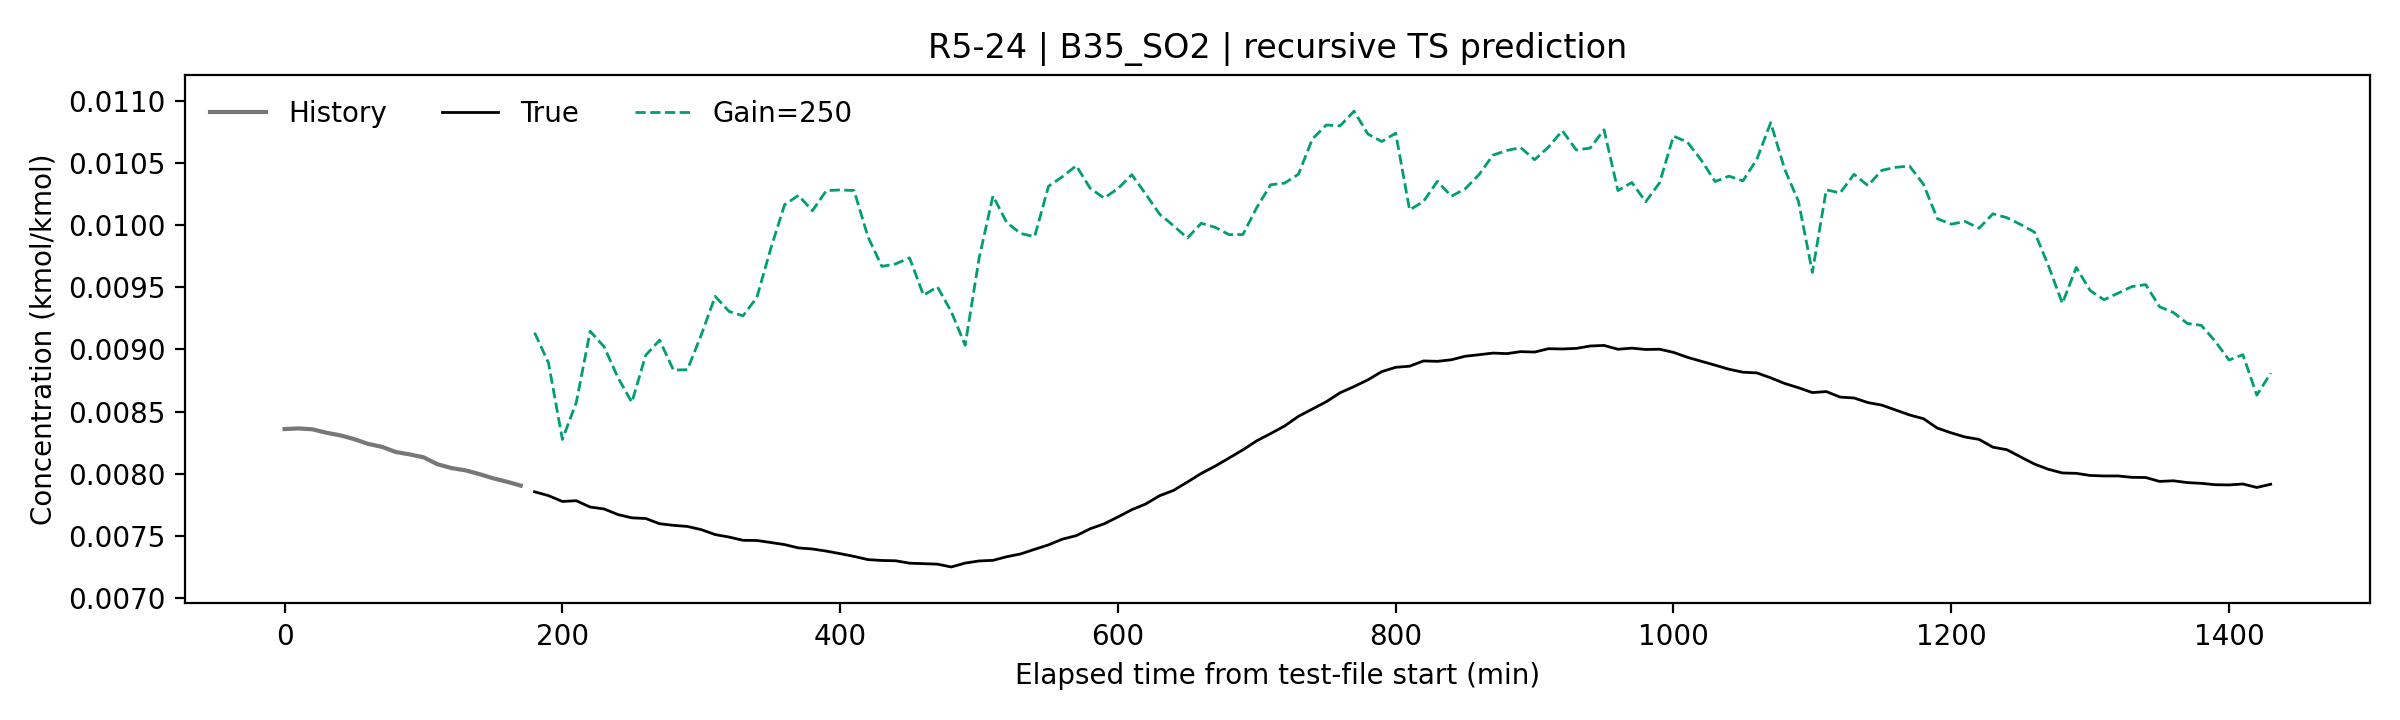 R5-24 | B35_SO2 | recursive TS prediction
History True Gain=250
Concentration (kmol/kmol)
0.0110
0.0105
0.0100
0.0095
0.0090
0.0085
0.0080
0.0075
0.0070
0 200 400 600 800 1000 1200 1400
Elapsed time from test-file start (min)